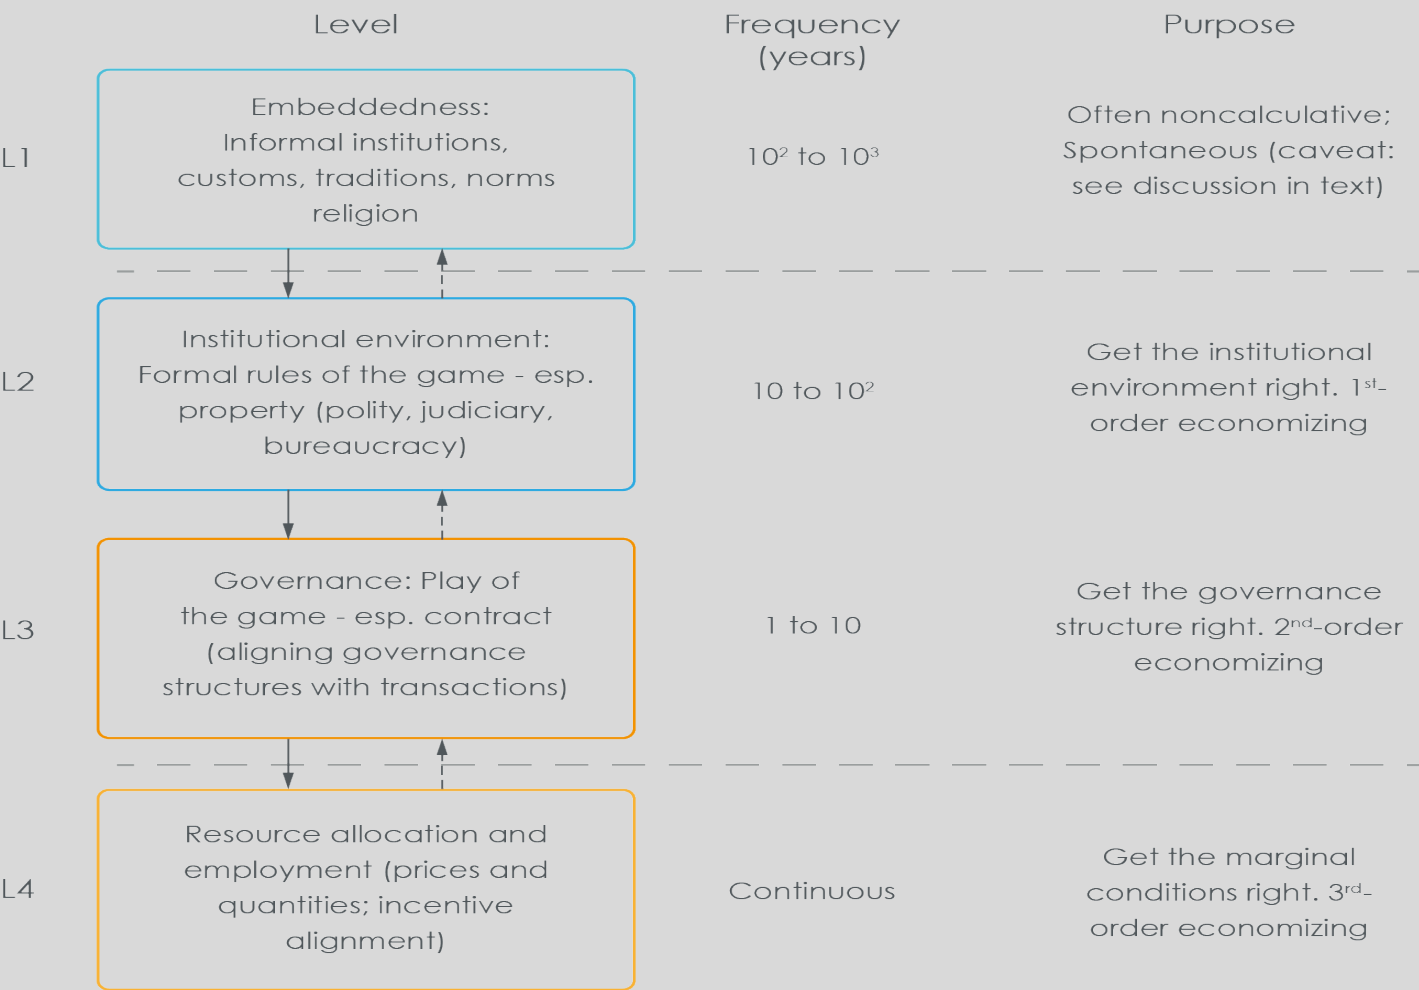 Level
Frequency
(years)
Purpose
L1
Embeddedness:
Informal institutions,
customs, traditions, norms
religion
10² to 10³
Often noncalculative;
Spontaneous (caveat:
see discussion in text)
L2
Institutional environment:
Formal rules of the game - esp.
property (polity, judiciary,
bureaucracy)
10 to 10²
Get the institutional
environment right. 1st-
order economizing
L3
Governance: Play of
the game - esp. contract
(aligning governance
structures with transactions)
1 to 10
Get the governance
structure right. 2nd-order
economizing
L4
Resource allocation and
employment (prices and
quantities; incentive
alignment)
Continuous
Get the marginal
conditions right. 3rd-
order economizing